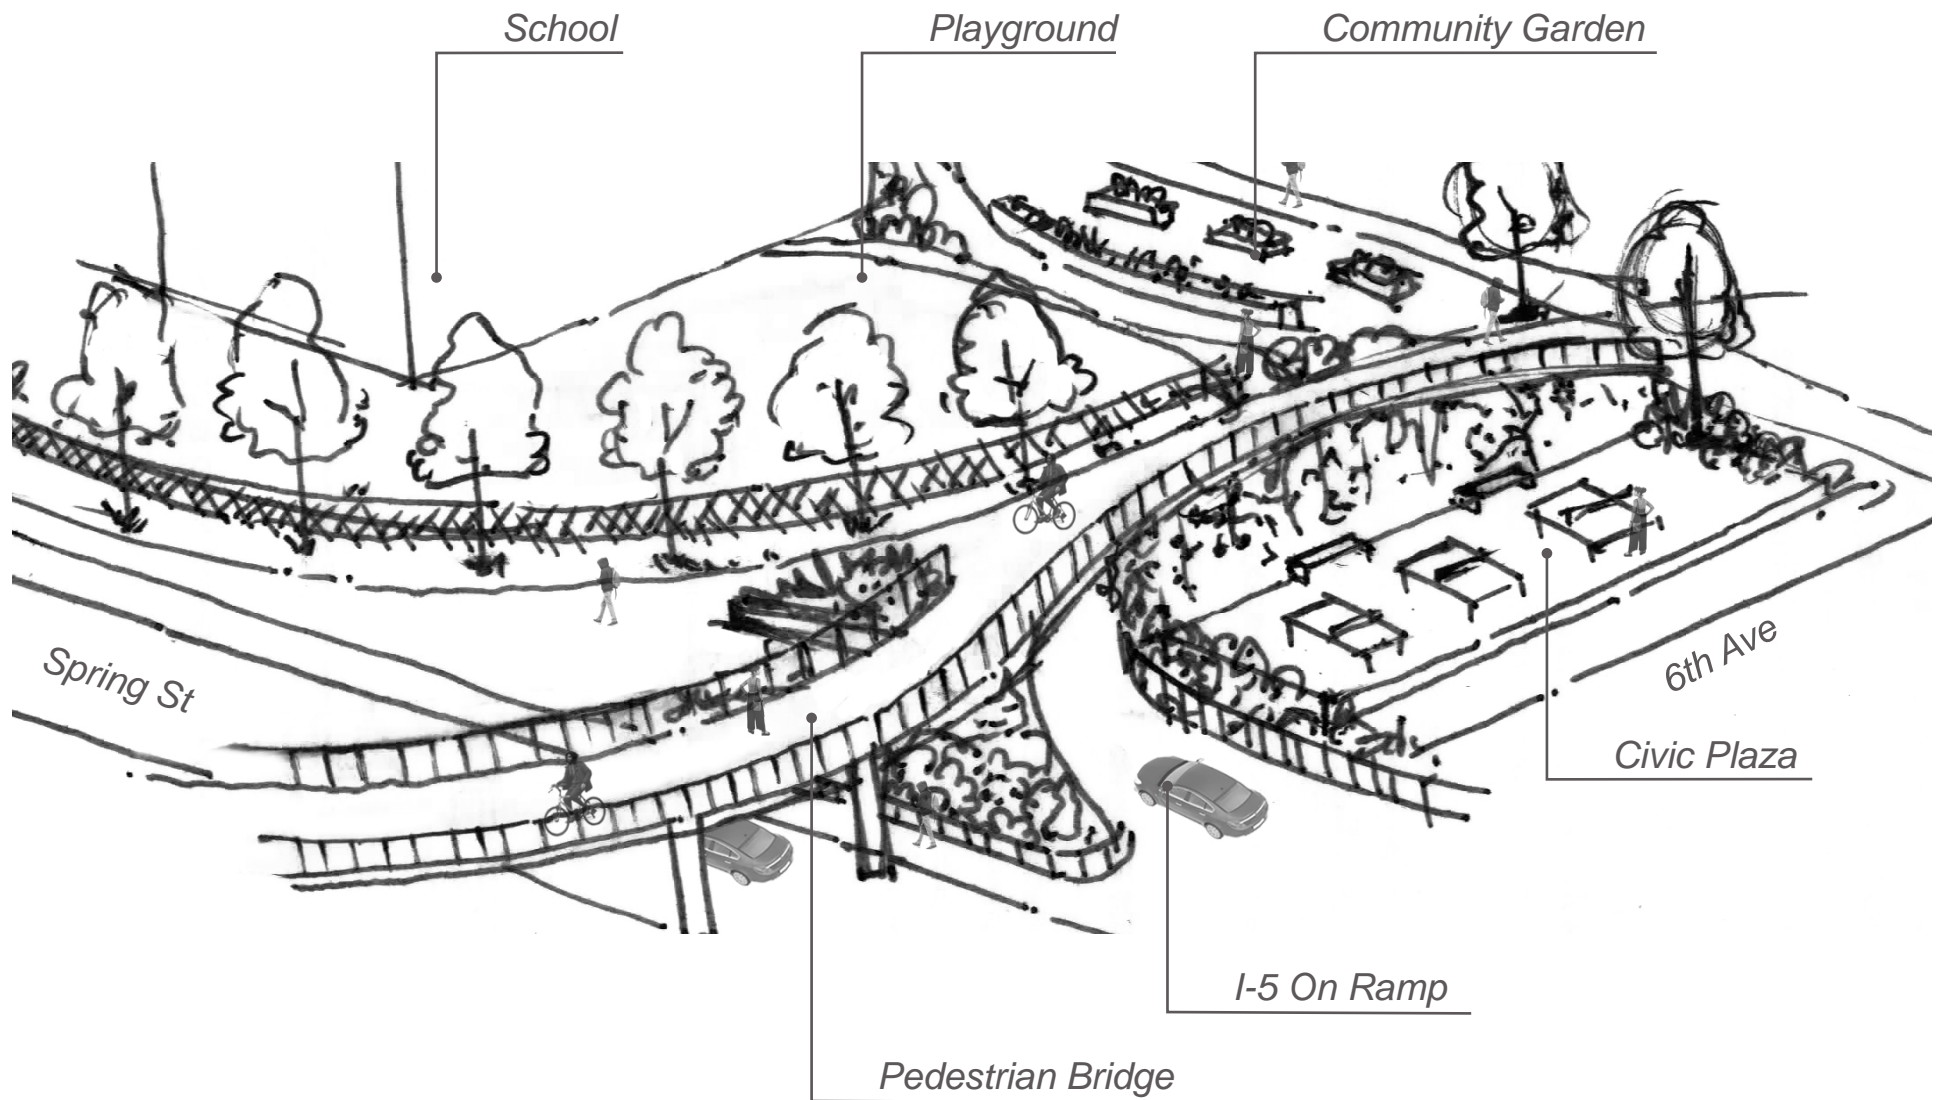 School
Playground
Community Garden
Spring St
6th Ave
Civic Plaza
I-5 On Ramp
Pedestrian Bridge